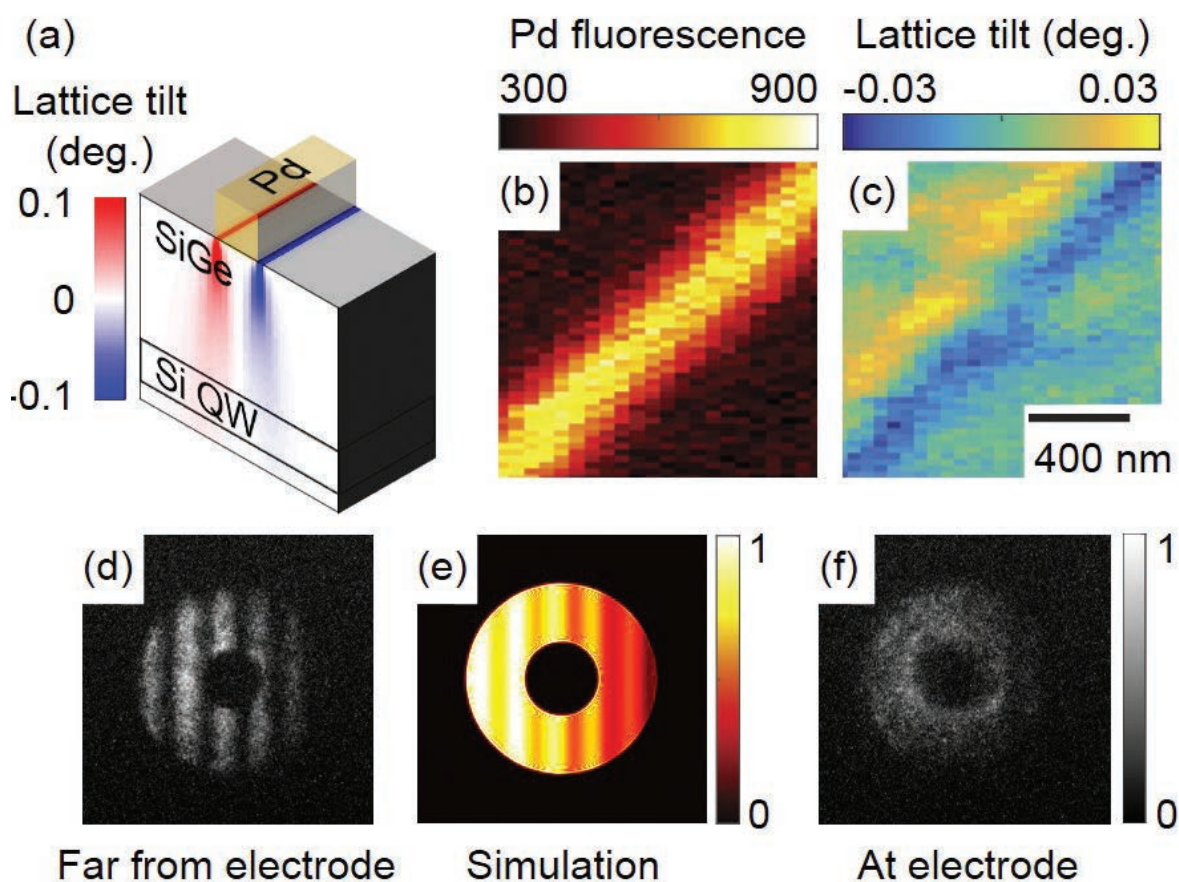 (a)
Lattice tilt
(deg.)
0.1
0
-0.1
Pd
SiGe
Si QW
Pd fluorescence
300 900
(b)
Lattice tilt (deg.)
-0.03 0.03
(c)
400 nm
(d)
Far from electrode
(e)
1
0
Simulation
(f)
1
0
At electrode